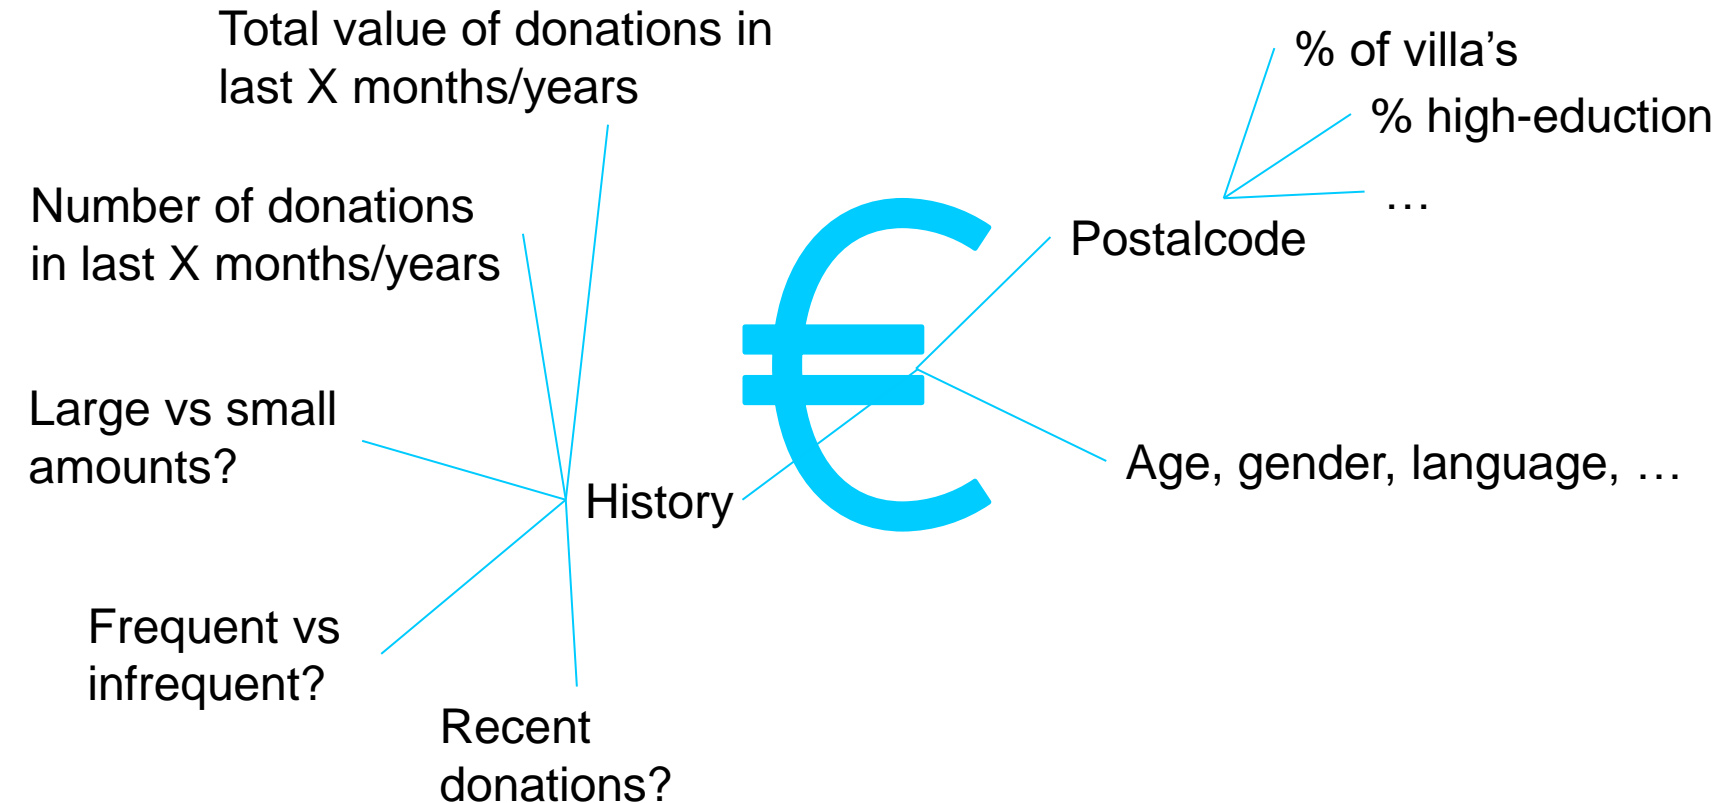 Total value of donations in
last X months/years
Number of donations
in last X months/years
Large vs small
amounts?
Frequent vs
infrequent?
Recent
donations?
History
€
% of villa’s
% high-eduction
…
Postalcode
Age, gender, language, …